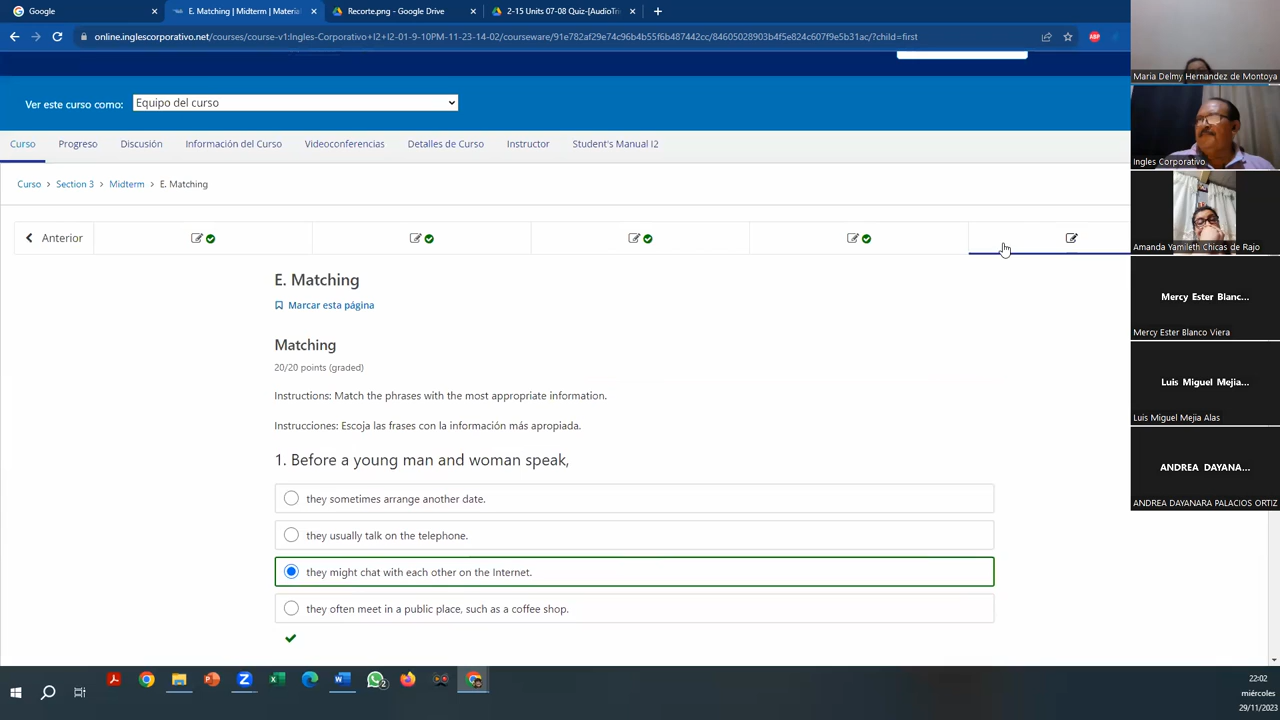 Google
E. Matching | Midterm | Material
Recorte.png - Google Drive
2-15 Units 07-08 Quiz-[AudioTri
online.inglescorporativo.net/courses/course-v1:Ingles-Corporativo+I2+I2-01-9-10PM-11-23-14-02/courseware/91e782af29e74c96b4b55f6b487442cc/84605028903b4f5e824c607f9e5b31ac/?child=first
Ver este curso como:
Equipo del curso
Curso
Progreso
Discusión
Información del Curso
Videoconferencias
Detalles de Curso
Instructor
Student's Manual I2
Curso > Section 3 > Midterm > E. Matching
Anterior
E. Matching
Marcar esta página
Matching
20/20 points (graded)
Instructions: Match the phrases with the most appropriate information.
Instrucciones: Escoja las frases con la información más apropiada.
1. Before a young man and woman speak,
they sometimes arrange another date.
they usually talk on the telephone.
they might chat with each other on the Internet.
they often meet in a public place, such as a coffee shop.
Maria Delmy Hernandez de Montoya
Ingles Corporativo
Amanda Yamileth Chicas de Rajo
Mercy Ester Blanc...
Mercy Ester Blanco Viera
Luis Miguel Mejia...
Luis Miguel Mejia Alas
ANDREA DAYANA...
ANDREA DAYANARA PALACIOS ORTIZ
2
22:02
miércoles
29/11/2023